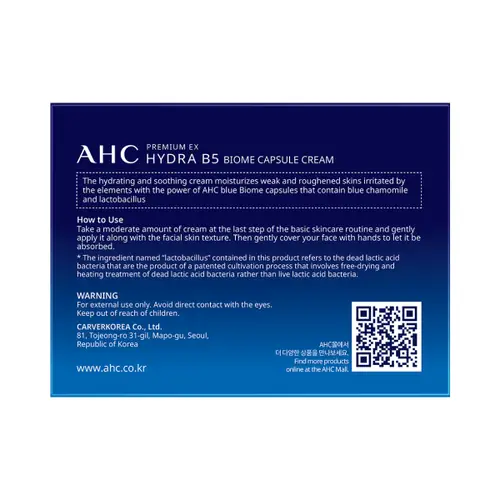 AHC PREMIUM EX
HYDRA B5 BIOME CAPSULE CREAM
The hydrating and soothing cream moisturizes weak and roughened skins irritated by
the elements with the power of AHC blue Biome capsules that contain blue chamomile
and lactobacillus
How to Use
Take a moderate amount of cream at the last step of the basic skincare routine and gently
apply it along with the facial skin texture. Then gently cover your face with hands to let it be
absorbed.
* The ingredient named "lactobacillus" contained in this product refers to the dead lactic acid
bacteria that are the product of a patented cultivation process that involves free-drying and
heating treatment of dead lactic acid bacteria rather than live lactic acid bacteria.
WARNING
For external use only. Avoid direct contact with the eyes.
Keep out of reach of children.
CARVERKOREA Co., Ltd.
81, Tojeong-ro 31-gil, Mapo-gu, Seoul,
Republic of Korea
www.ahc.co.kr
AHC몰에서
더 다양한 상품을 만나보세요.
Find more products
online at the AHC Mall.